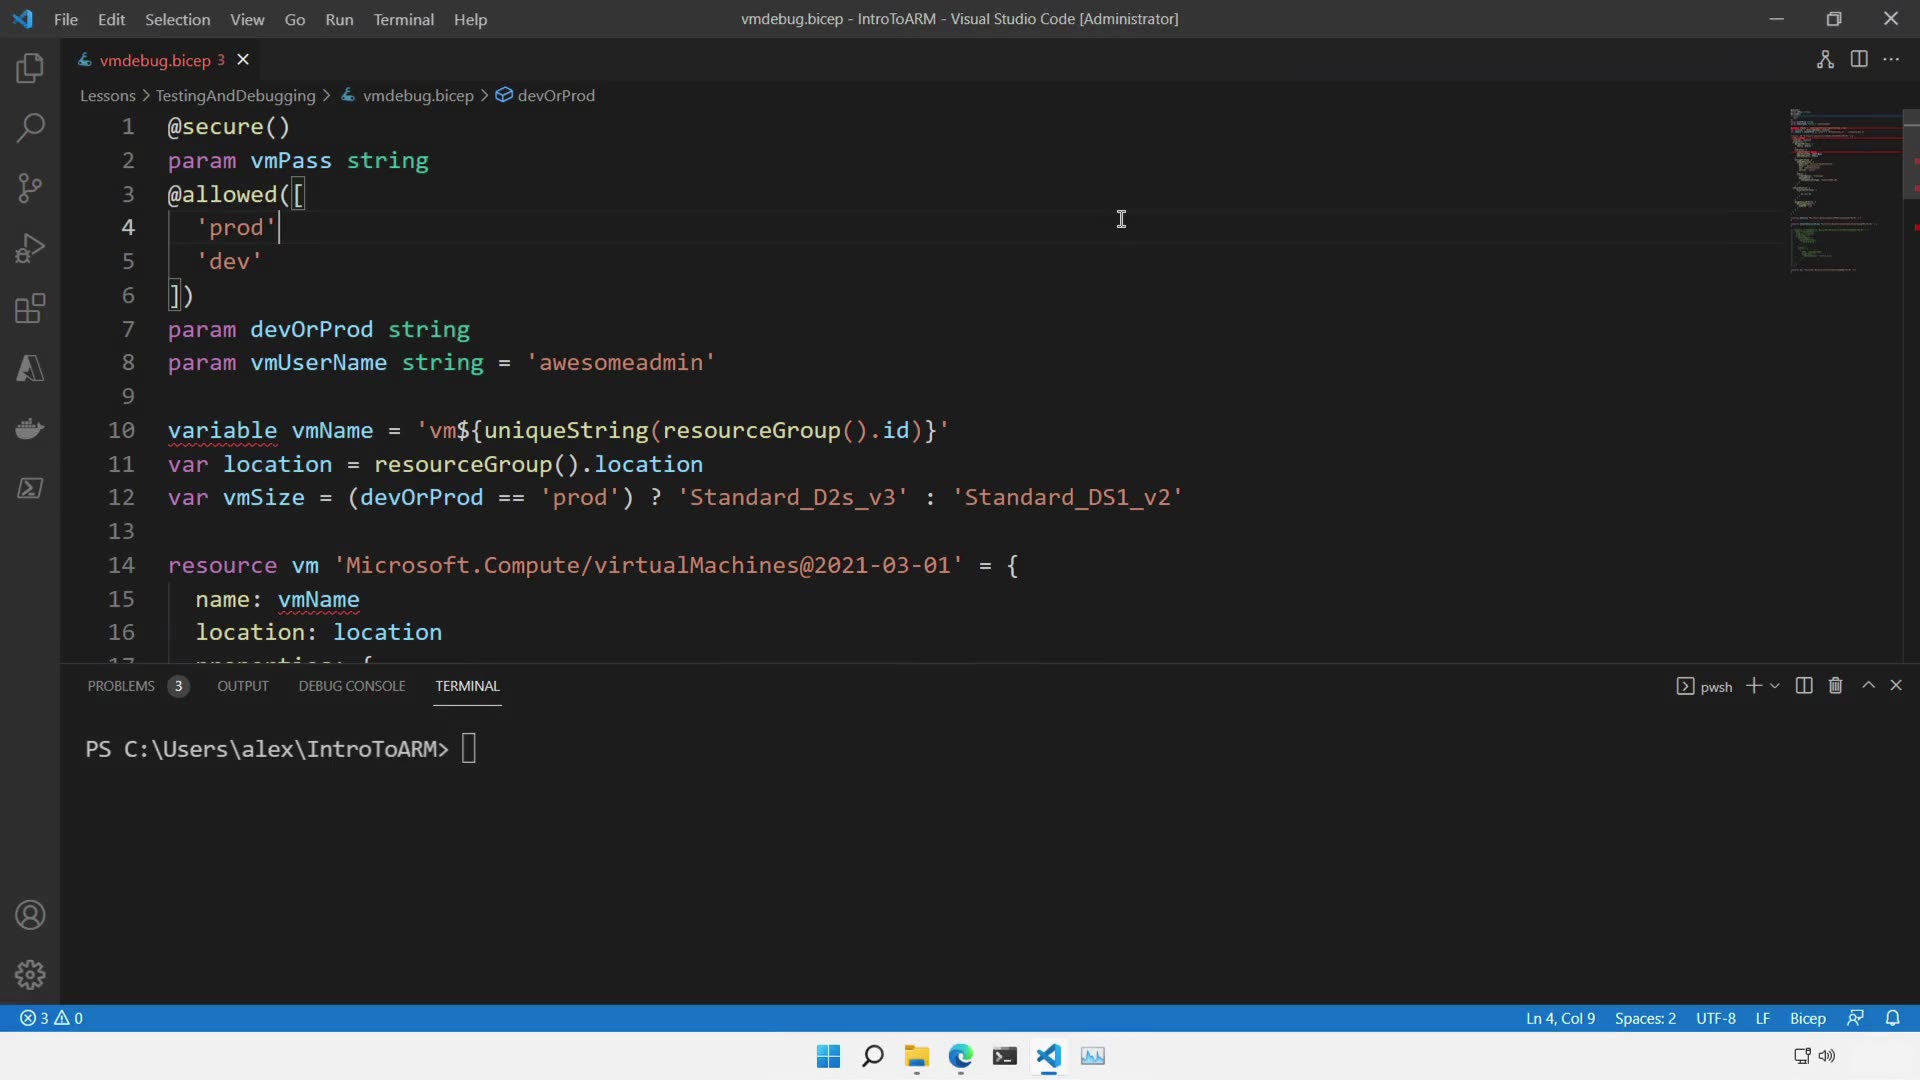 File Edit Selection View Go Run Terminal Help
vmdebug.bicep - IntroToARM - Visual Studio Code [Administrator]
vmdebug.bicep 3
Lessons > TestingAndDebugging > vmdebug.bicep > devOrProd
1 @secure()
2 param vmPass string
3 @allowed([
4 'prod'
5 'dev'
6 ])
7 param devOrProd string
8 param vmUserName string = 'awesomeadmin'
9
10 variable vmName = 'vm${uniqueString(resourceGroup().id)}'
11 var location = resourceGroup().location
12 var vmSize = (devOrProd == 'prod') ? 'Standard_D2s_v3' : 'Standard_DS1_v2'
13
14 resource vm 'Microsoft.Compute/virtualMachines@2021-03-01' = {
15 name: vmName
16 location: location
17 properties: {
PROBLEMS 3 OUTPUT DEBUG CONSOLE TERMINAL
pwsh
PS C:\Users\alex\IntroToARM>
3 0
Ln 4, Col 9 Spaces: 2 UTF-8 LF Bicep